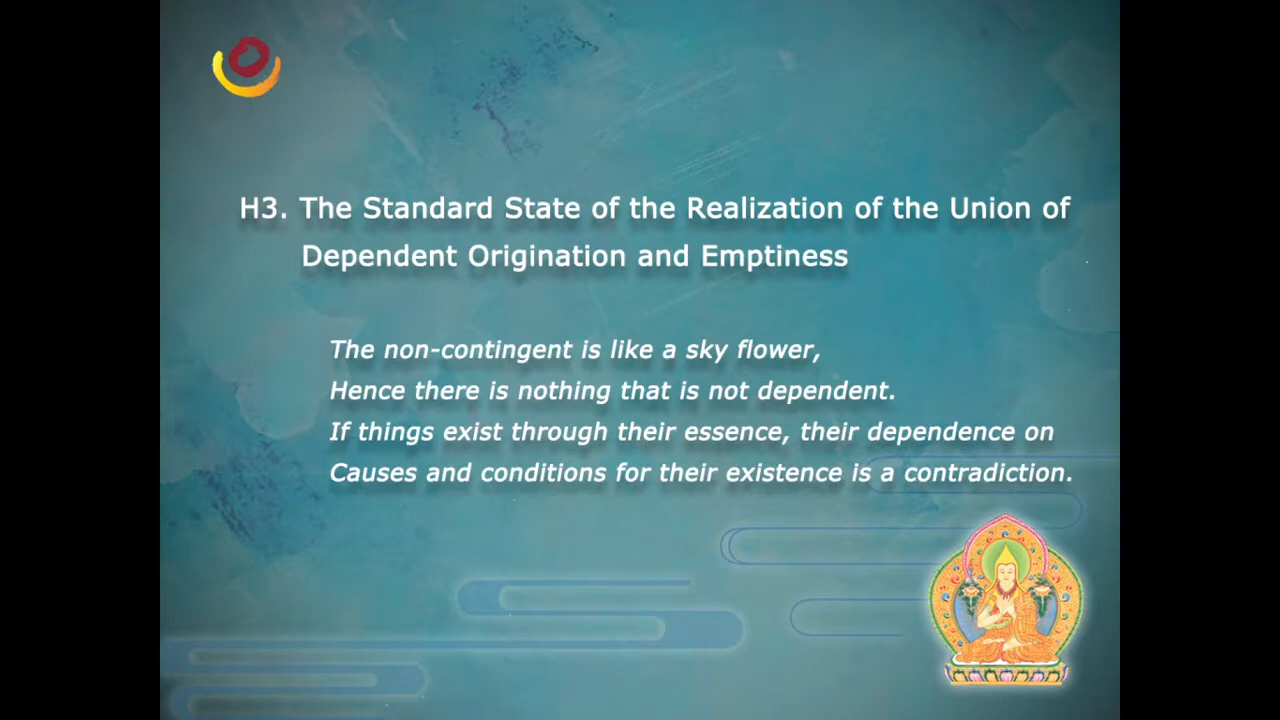 H3. The Standard State of the Realization of the Union of
Dependent Origination and Emptiness
The non-contingent is like a sky flower,
Hence there is nothing that is not dependent.
If things exist through their essence, their dependence on
Causes and conditions for their existence is a contradiction.